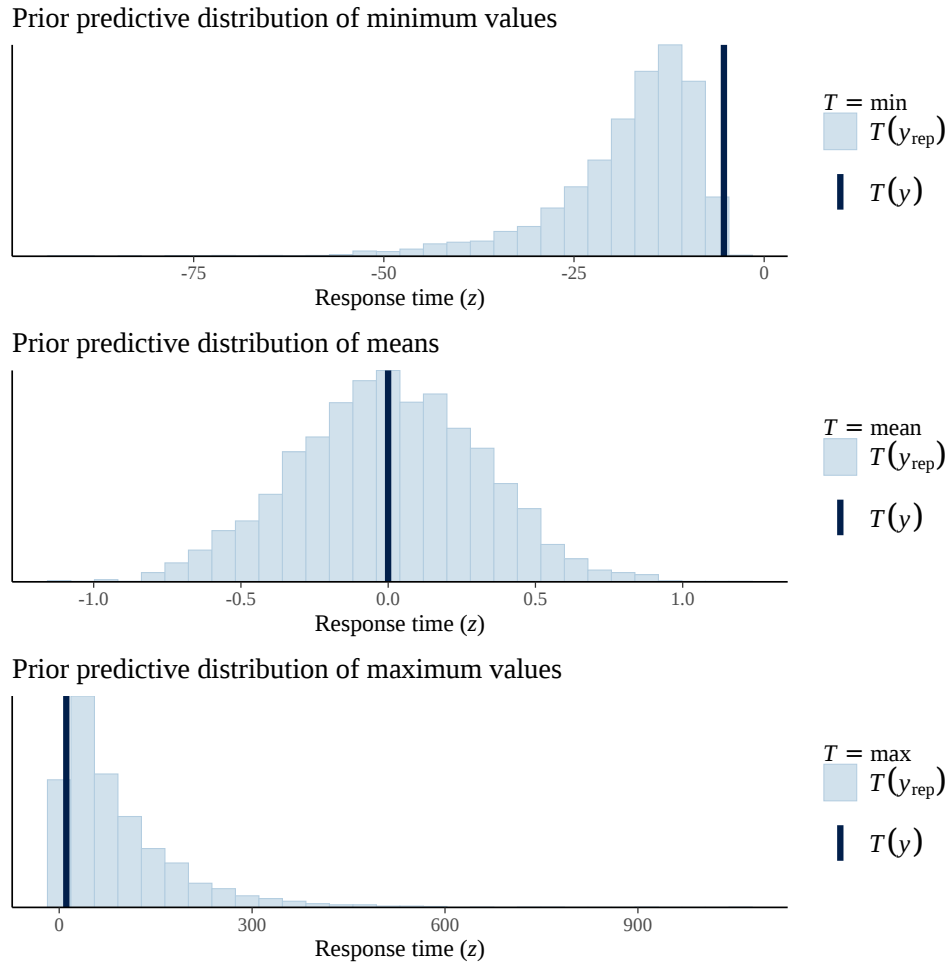 Prior predictive distribution of minimum values
T = min
T(y_rep)
T(y)
-75 -50 -25 0
Response time (z)
Prior predictive distribution of means
T = mean
T(y_rep)
T(y)
-1.0 -0.5 0.0 0.5 1.0
Response time (z)
Prior predictive distribution of maximum values
T = max
T(y_rep)
T(y)
0 300 600 900
Response time (z)